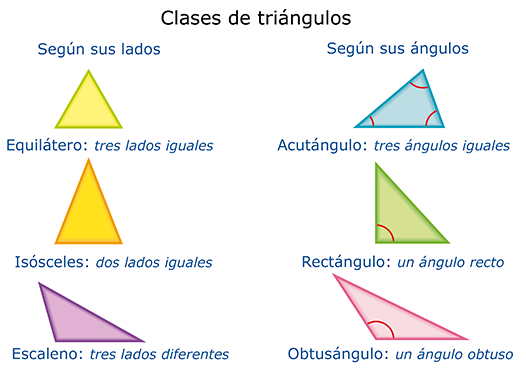 Clases de triángulos
Según sus lados
Equilátero: tres lados iguales
Isósceles: dos lados iguales
Escaleno: tres lados diferentes
Según sus ángulos
Acutángulo: tres ángulos iguales
Rectángulo: un ángulo recto
Obtusángulo: un ángulo obtuso